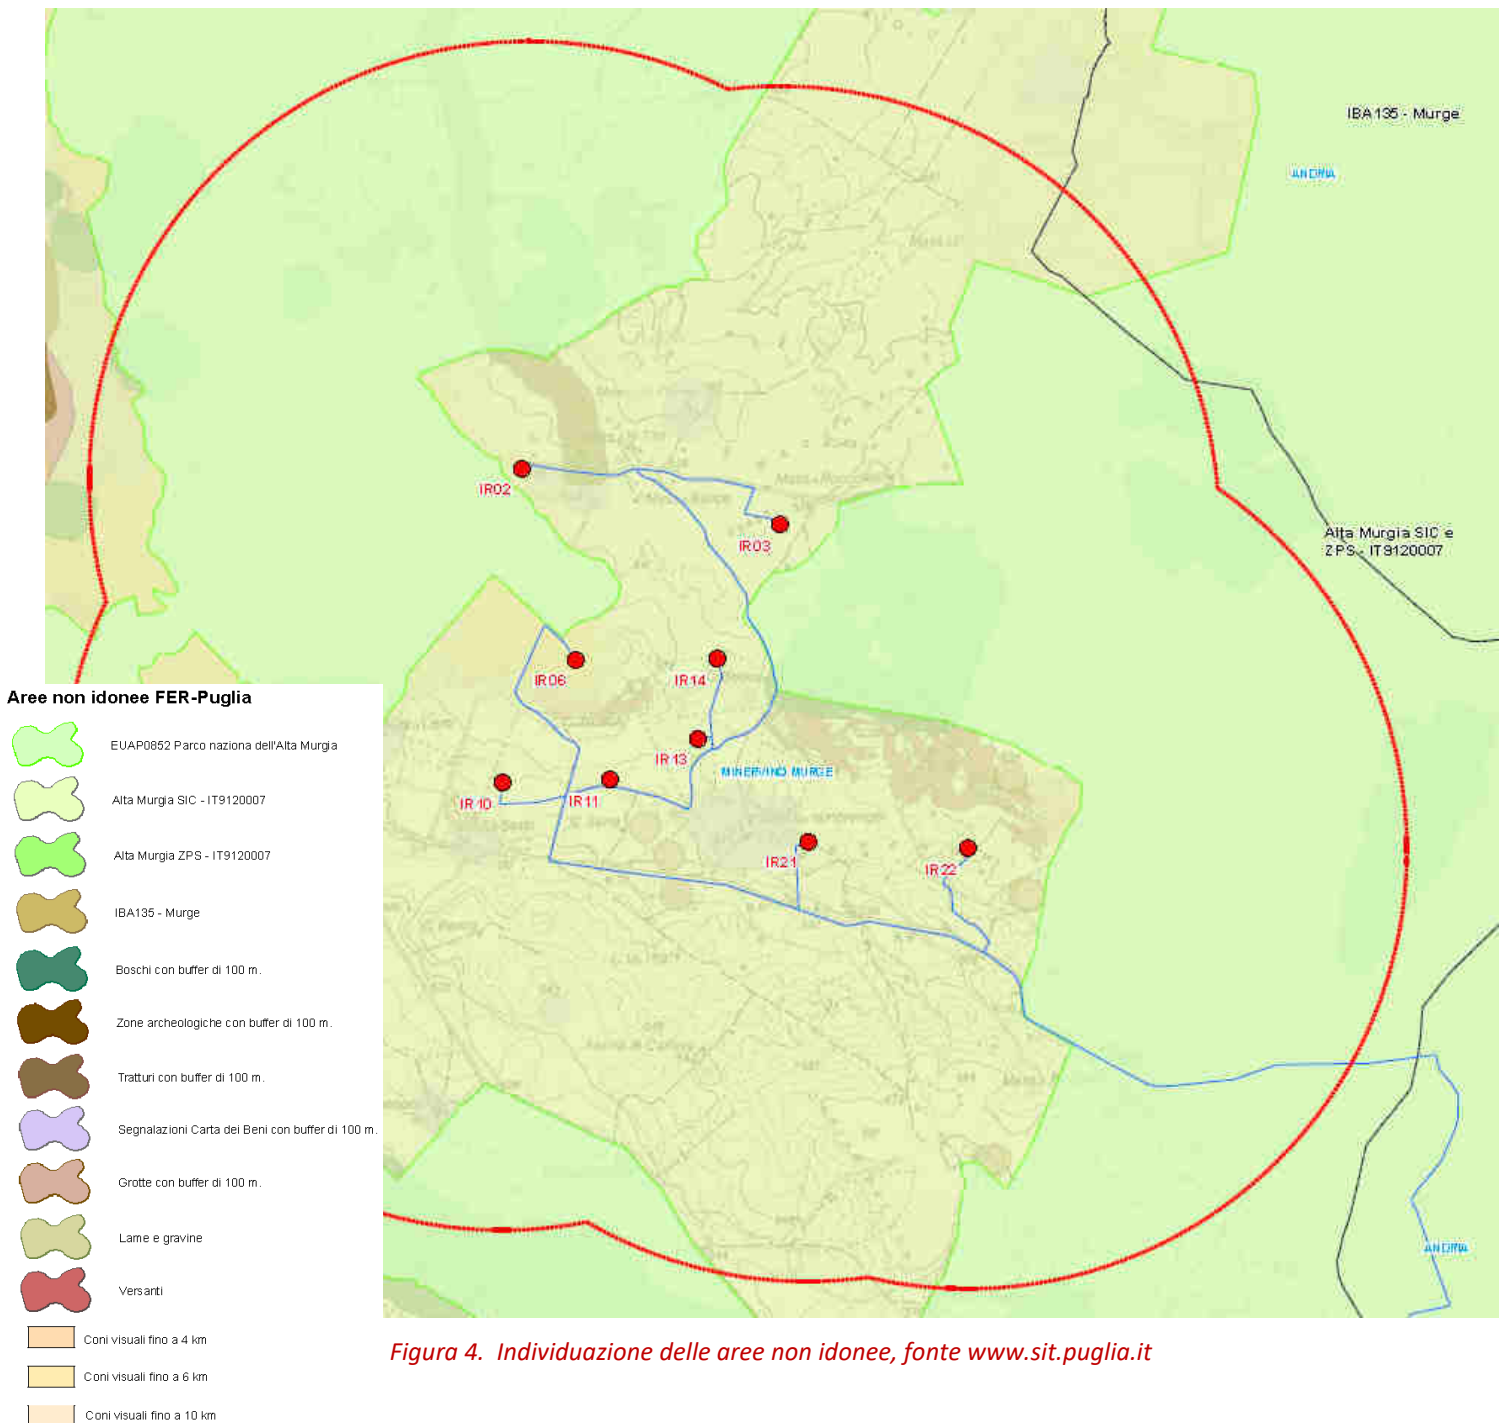 IBA135 - Murge
ANDRIA
IR02
IR03
Alta Murgia SIC e
ZPS - IT9120007
IR06
IR14
IR13
MINERVINO MURGE
IR10
IR11
IR21
IR22
ANDRIA
Aree non idonee FER-Puglia
EUAP0852 Parco naziona dell'Alta Murgia
Alta Murgia SIC - IT9120007
Alta Murgia ZPS - IT9120007
IBA135 - Murge
Boschi con buffer di 100 m.
Zone archeologiche con buffer di 100 m.
Tratturi con buffer di 100 m.
Segnalazioni Carta dei Beni con buffer di 100 m.
Grotte con buffer di 100 m.
Lame e gravine
Versanti
Coni visuali fino a 4 km
Coni visuali fino a 6 km
Coni visuali fino a 10 km
Figura 4. Individuazione delle aree non idonee, fonte www.sit.puglia.it